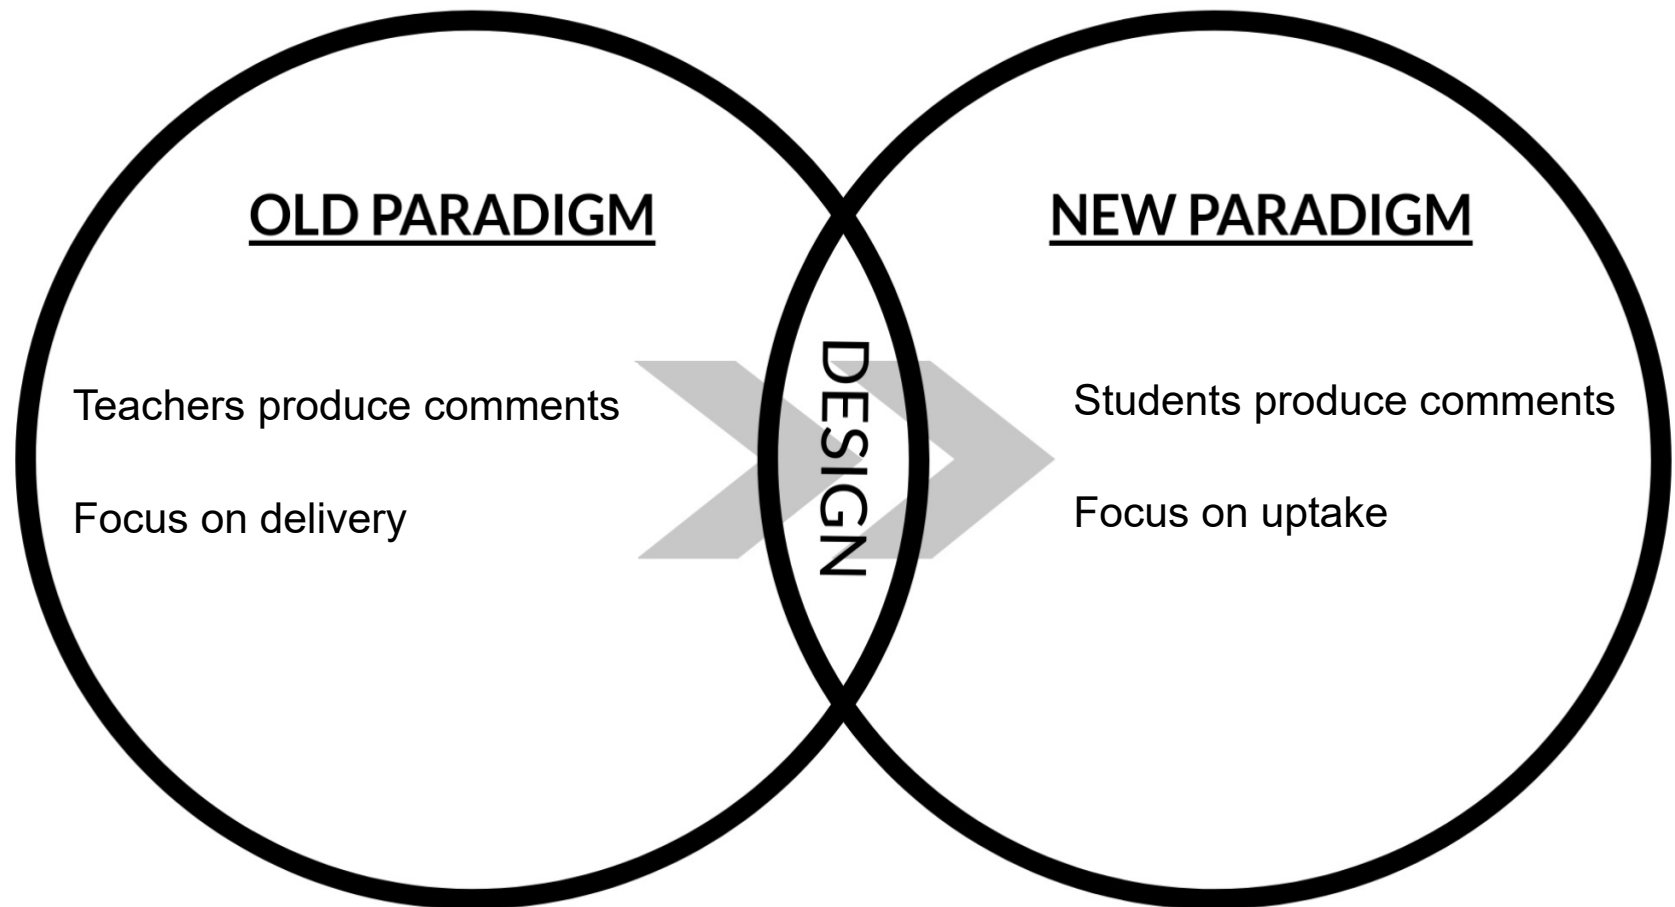 OLD PARADIGM
Teachers produce comments
Focus on delivery
DESIGN
NEW PARADIGM
Students produce comments
Focus on uptake